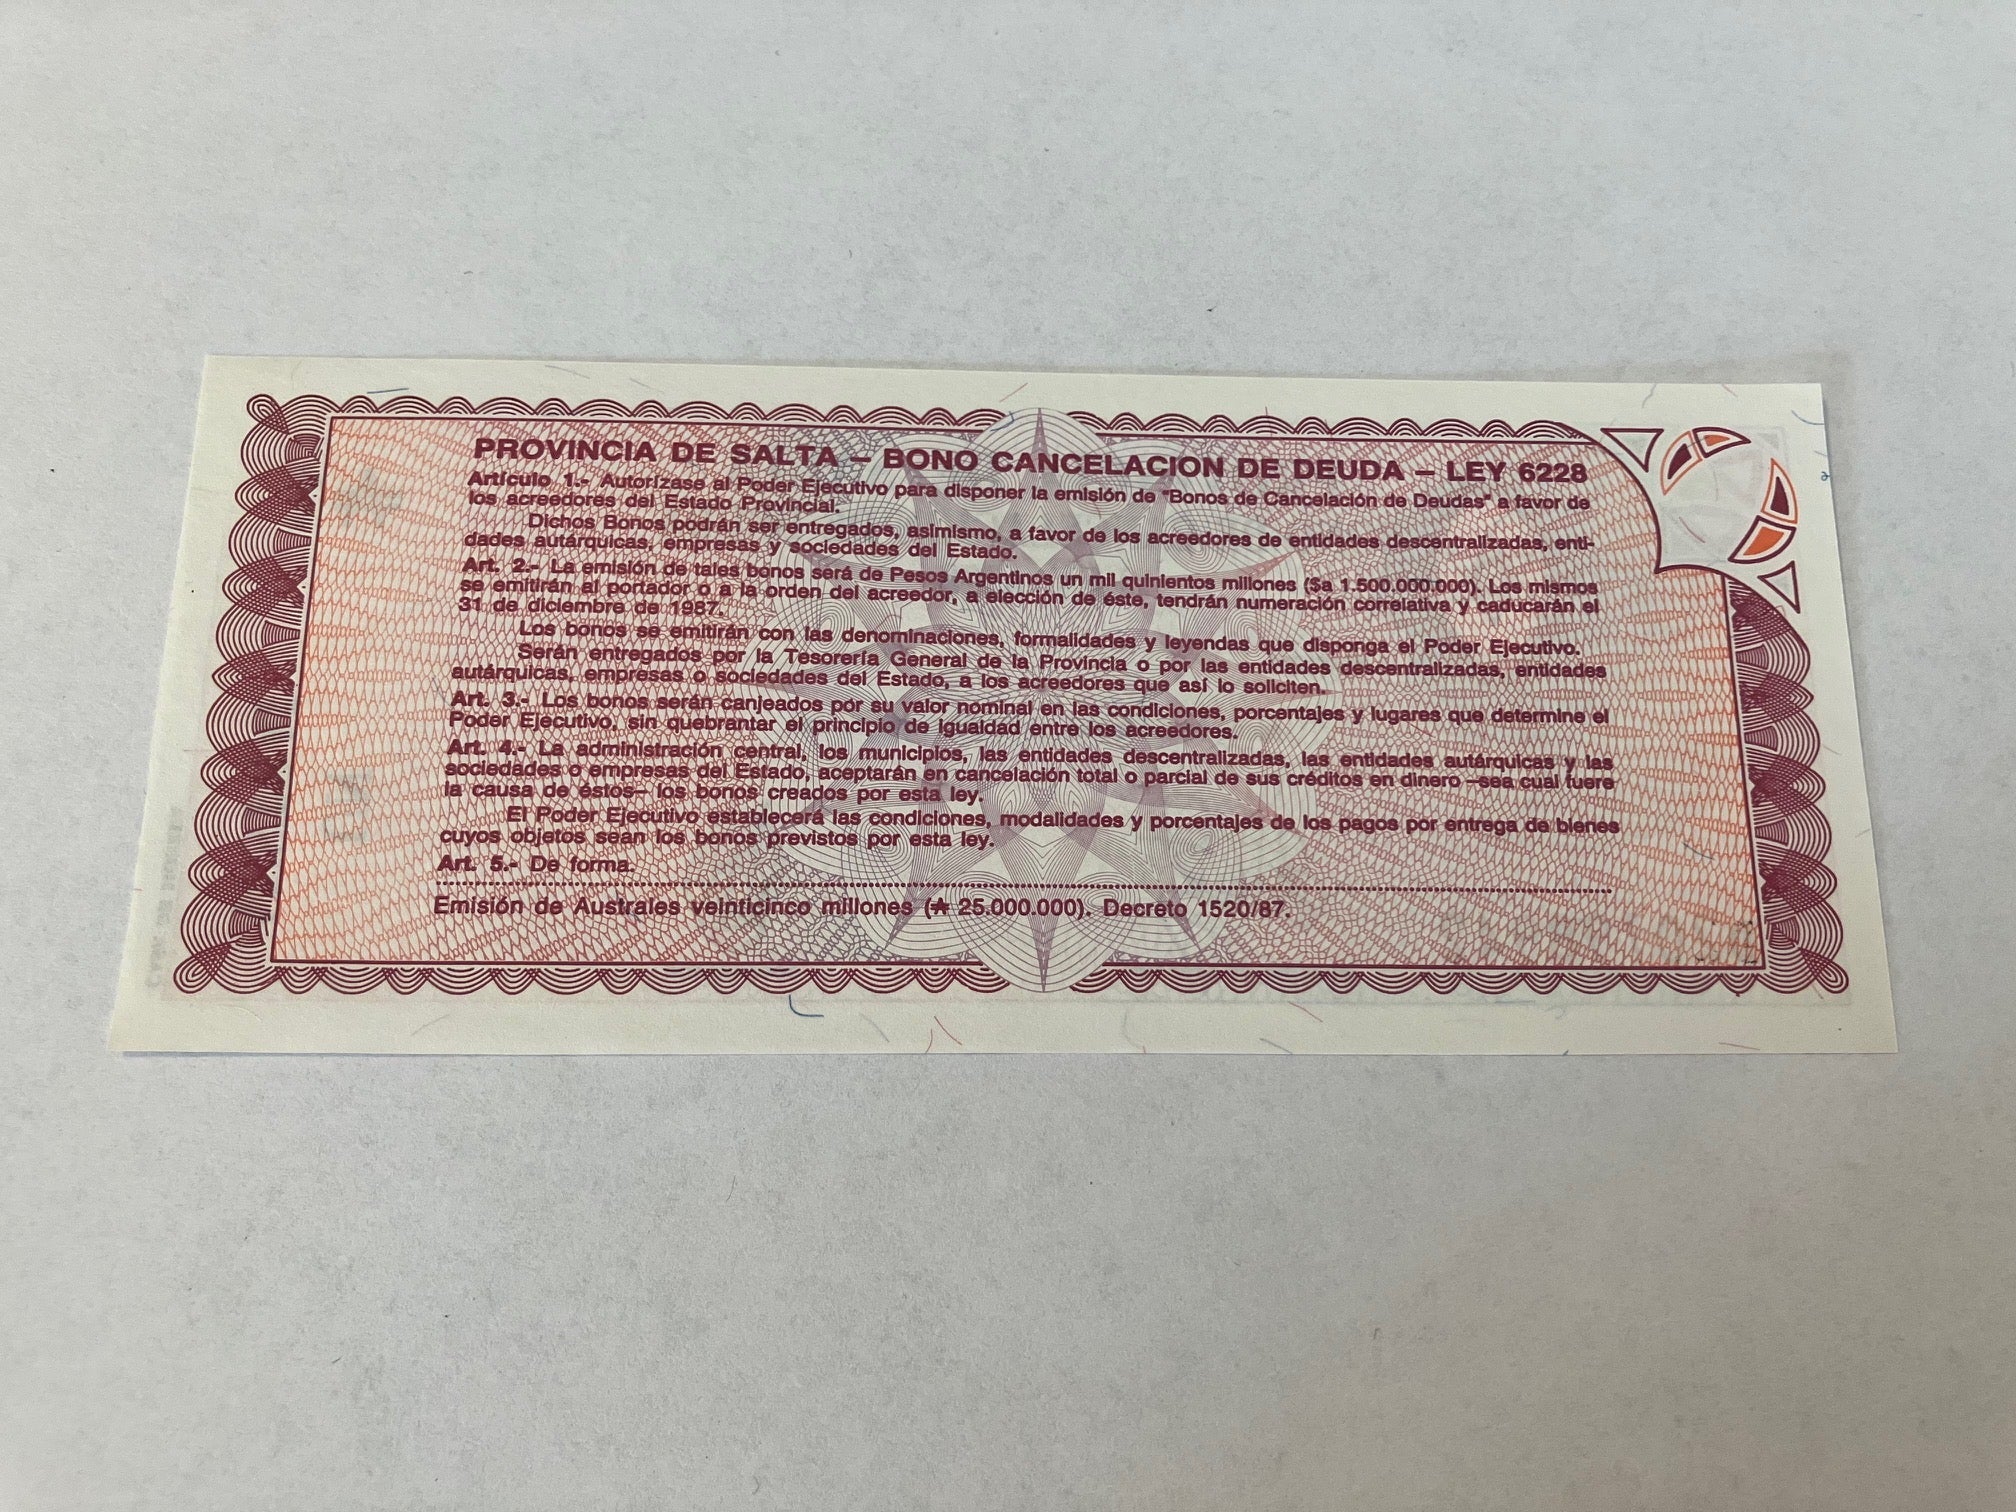 PROVINCIA DE SALTA – BONO CANCELACION DE DEUDA – LEY 6228
Artículo 1.- Autorízase al Poder Ejecutivo para disponer la emisión de "Bonos de Cancelación de Deudas" a favor de
los acreedores del Estado Provincial.
Dichos Bonos podrán ser entregados, asimismo, a favor de los acreedores de entidades descentralizadas, enti-
dades autárquicas, empresas y sociedades del Estado.
Art. 2.- La emisión de tales bonos será de Pesos Argentinos un mil quinientos millones ($a 1.500.000.000). Los mismos
se emitirán al portador o a la orden del acreedor, a elección de éste, tendrán numeración correlativa y caducarán el
31 de diciembre de 1987.
Los bonos se emitirán con las denominaciones, formalidades y leyendas que disponga el Poder Ejecutivo.
Serán entregados por la Tesorería General de la Provincia o por las entidades descentralizadas, entidades
autárquicas, empresas o sociedades del Estado, a los acreedores que así lo soliciten.
Art. 3.- Los bonos serán canjeados por su valor nominal en las condiciones, porcentajes y lugares que determine el
Poder Ejecutivo, sin quebrantar el principio de igualdad entre los acreedores.
Art. 4.- La administración central, los municipios, las entidades descentralizadas, las entidades autárquicas y las
sociedades o empresas del Estado, aceptarán en cancelación total o parcial de sus créditos en dinero –sea cual fuere
la causa de éstos– los bonos creados por esta ley.
El Poder Ejecutivo establecerá las condiciones, modalidades y porcentajes de los pagos por entrega de bienes
cuyos objetos sean los bonos previstos por esta ley.
Art. 5.- De forma.
Emisión de Australes veinticinco millones (₳ 25.000.000). Decreto 1520/87.